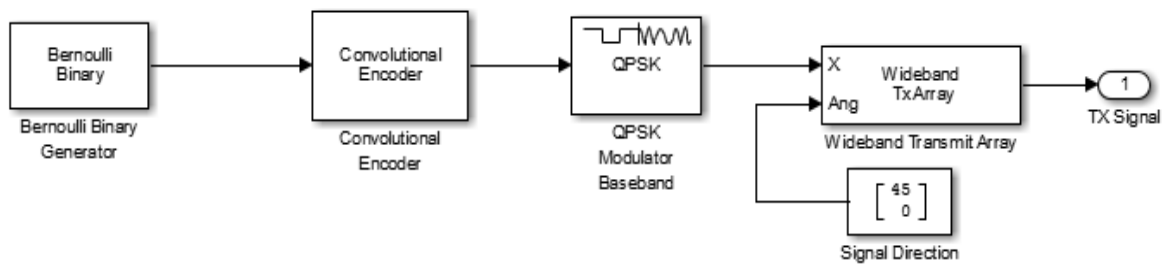 Bernoulli
Binary
Bernoulli Binary
Generator
Convolutional
Encoder
Convolutional
Encoder
QPSK
QPSK
Modulator
Baseband
X
Ang
Wideband
TxArray
Wideband Transmit Array
45
0
Signal Direction
1
TX Signal